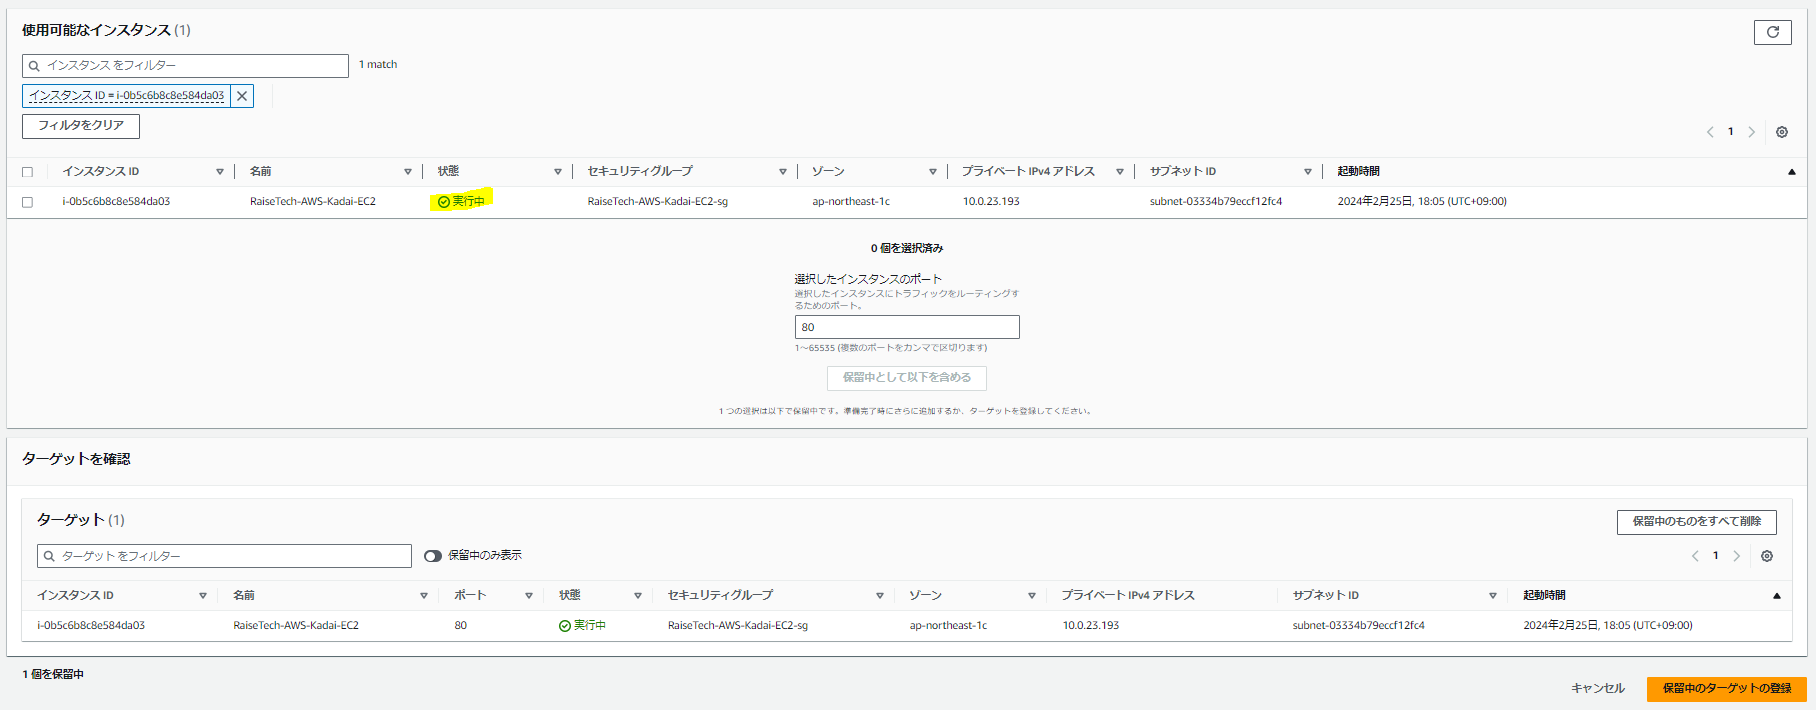 使用可能なインスタンス (1)
インスタンス をフィルター
1 match
インスタンス ID = i-0b5c6b8c8e584da03
フィルタをクリア
1
インスタンス ID 名前 状態 セキュリティグループ ゾーン プライベート IPv4 アドレス サブネット ID 起動時間
i-0b5c6b8c8e584da03 RaiseTech-AWS-Kadai-EC2 実行中 RaiseTech-AWS-Kadai-EC2-sg ap-northeast-1c 10.0.23.193 subnet-03334b79eccf12fc4 2024年2月25日, 18:05 (UTC+09:00)
0 個を選択済み
選択したインスタンスのポート
選択したインスタンスにトラフィックをルーティングす
るためのポート。
80
1～65535 (複数のポートをカンマで区切ります)
保留中として以下を含める
1 つの選択は以下で保留中です。準備完了時にさらに追加するか、ターゲットを登録してください。
ターゲットを確認
ターゲット (1)
保留中のものをすべて削除
ターゲット をフィルター
保留中のみ表示
1
インスタンス ID 名前 ポート 状態 セキュリティグループ ゾーン プライベート IPv4 アドレス サブネット ID 起動時間
i-0b5c6b8c8e584da03 RaiseTech-AWS-Kadai-EC2 80 実行中 RaiseTech-AWS-Kadai-EC2-sg ap-northeast-1c 10.0.23.193 subnet-03334b79eccf12fc4 2024年2月25日, 18:05 (UTC+09:00)
1 個を保留中
キャンセル
保留中のターゲットの登録